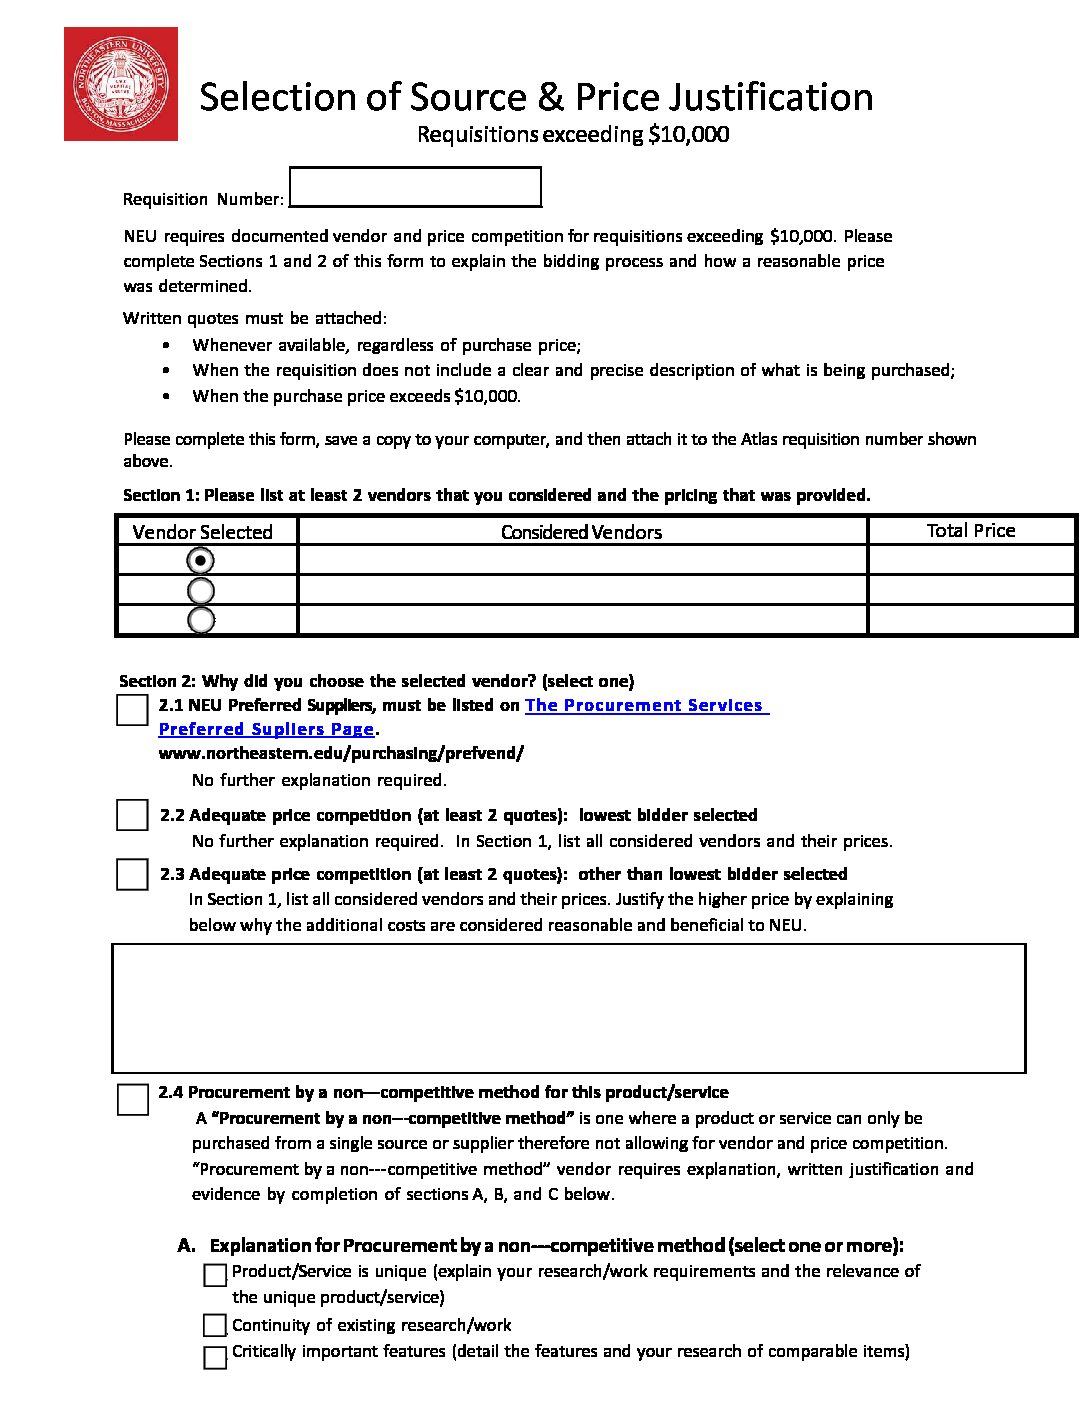 NORTHEASTERN UNIVERSITY
BOSTON, MASSACHUSETTS
Selection of Source & Price Justification
Requisitions exceeding $10,000
Requisition Number:
NEU requires documented vendor and price competition for requisitions exceeding $10,000. Please
complete Sections 1 and 2 of this form to explain the bidding process and how a reasonable price
was determined.
Written quotes must be attached:
• Whenever available, regardless of purchase price;
• When the requisition does not include a clear and precise description of what is being purchased;
• When the purchase price exceeds $10,000.
Please complete this form, save a copy to your computer, and then attach it to the Atlas requisition number shown
above.
Section 1: Please list at least 2 vendors that you considered and the pricing that was provided.
Vendor Selected Considered Vendors Total Price
Section 2: Why did you choose the selected vendor? (select one)
2.1 NEU Preferred Suppliers, must be listed on The Procurement Services
Preferred Supliers Page.
www.northeastern.edu/purchasing/prefvend/
No further explanation required.
2.2 Adequate price competition (at least 2 quotes): lowest bidder selected
No further explanation required. In Section 1, list all considered vendors and their prices.
2.3 Adequate price competition (at least 2 quotes): other than lowest bidder selected
In Section 1, list all considered vendors and their prices. Justify the higher price by explaining
below why the additional costs are considered reasonable and beneficial to NEU.
2.4 Procurement by a non-‐‑competitive method for this product/service
A “Procurement by a non-‐‑competitive method” is one where a product or service can only be
purchased from a single source or supplier therefore not allowing for vendor and price competition.
“Procurement by a non---competitive method” vendor requires explanation, written justification and
evidence by completion of sections A, B, and C below.
A. Explanation for Procurement by a non---competitive method (select one or more):
Product/Service is unique (explain your research/work requirements and the relevance of
the unique product/service)
Continuity of existing research/work
Critically important features (detail the features and your research of comparable items)